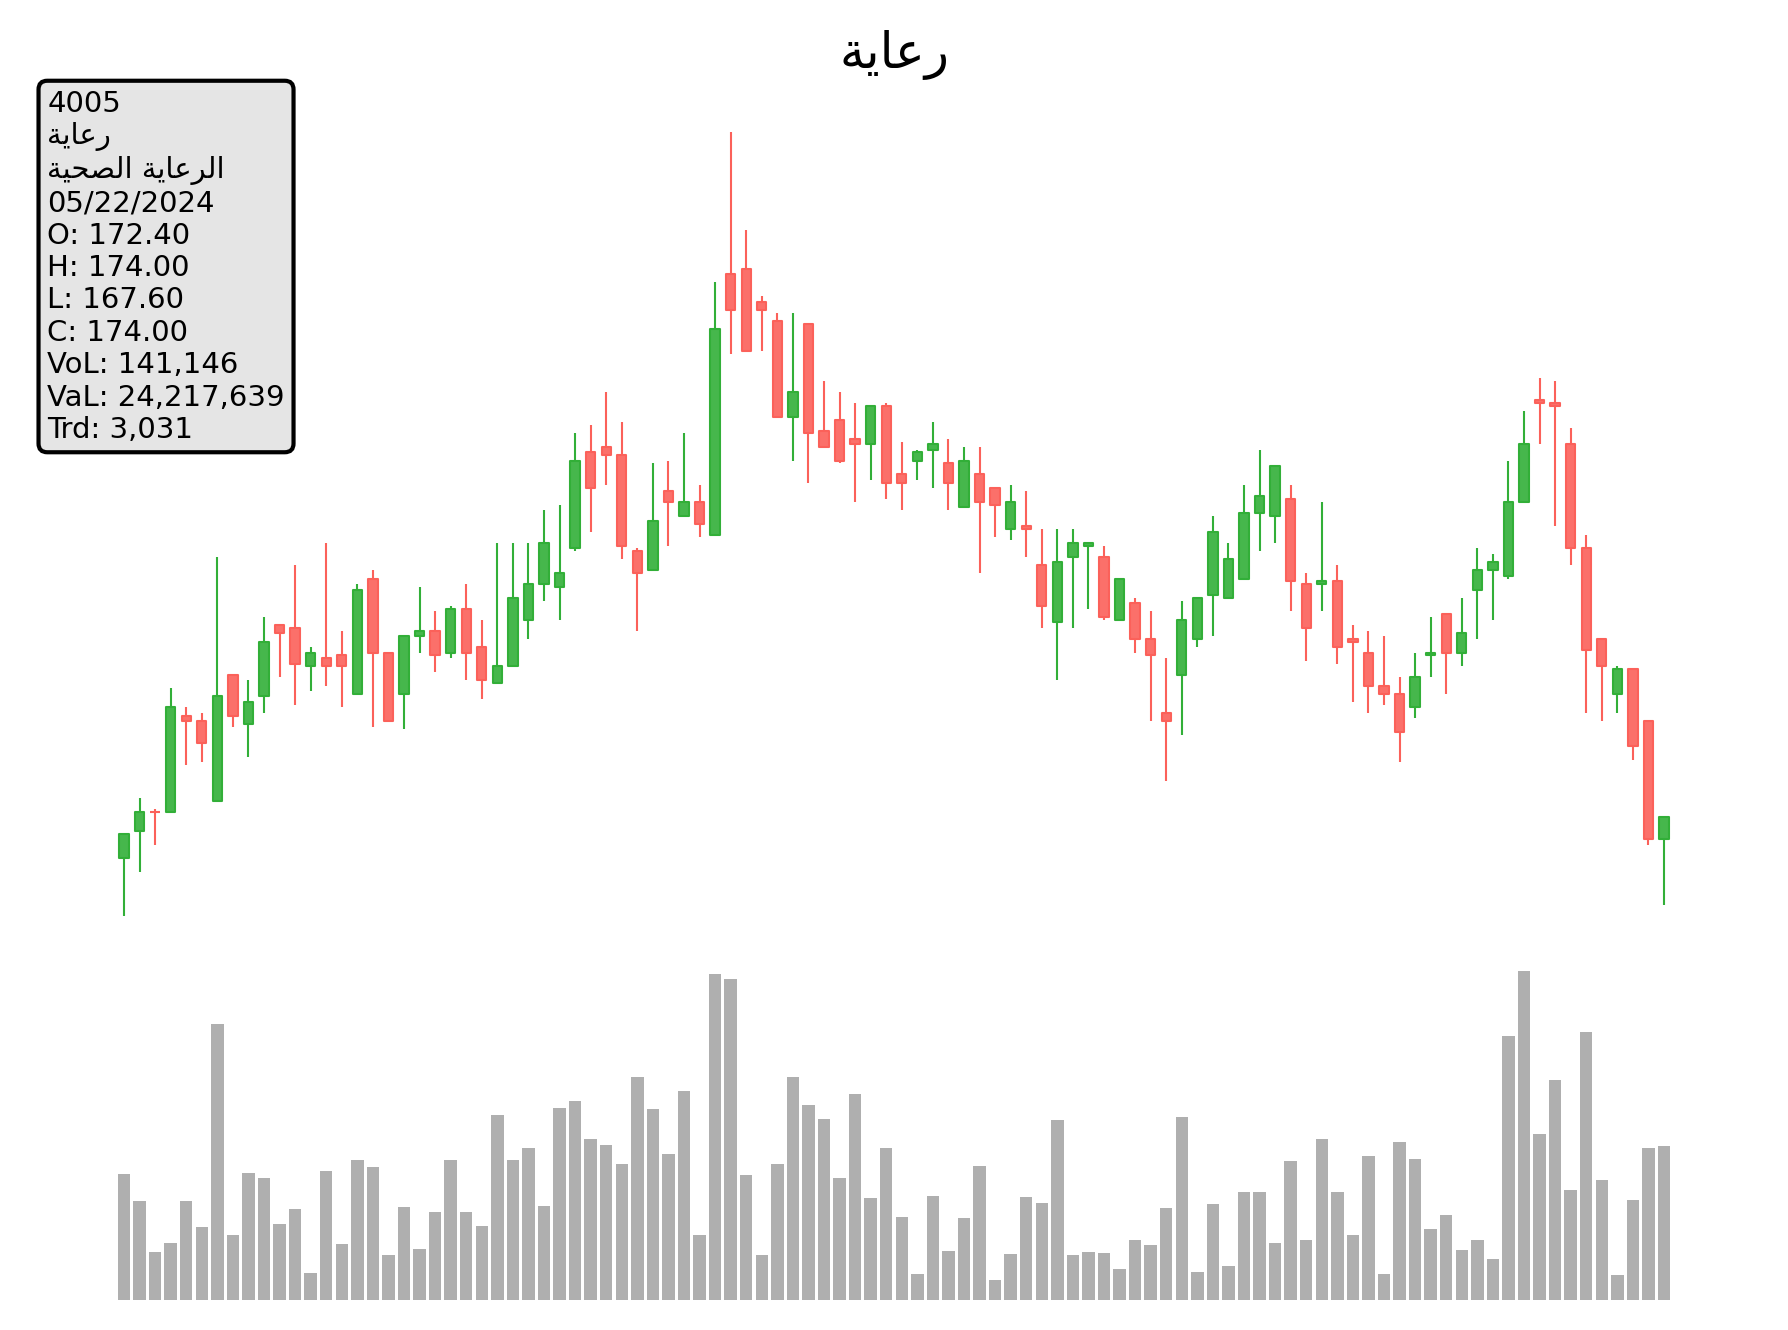 رعاية
4005
رعاية
الرعاية الصحية
05/22/2024
O: 172.40
H: 174.00
L: 167.60
C: 174.00
VoL: 141,146
VaL: 24,217,639
Trd: 3,031